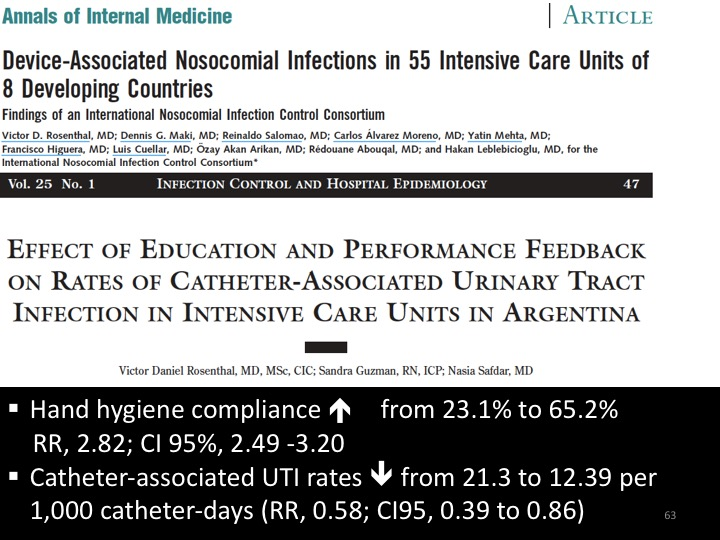 Annals of Internal Medicine | ARTICLE
Device-Associated Nosocomial Infections in 55 Intensive Care Units of
8 Developing Countries
Findings of an International Nosocomial Infection Control Consortium
Victor D. Rosenthal, MD; Dennis G. Maki, MD; Reinaldo Salomao, MD; Carlos Álvarez Moreno, MD; Yatin Mehta, MD;
Francisco Higuera, MD; Luis Cuellar, MD; Özay Akan Arikan, MD; Rédouane Abouqal, MD; and Hakan Leblebicioglu, MD, for the
International Nosocomial Infection Control Consortium*
Vol. 25 No. 1 INFECTION CONTROL AND HOSPITAL EPIDEMIOLOGY 47
EFFECT OF EDUCATION AND PERFORMANCE FEEDBACK
ON RATES OF CATHETER-ASSOCIATED URINARY TRACT
INFECTION IN INTENSIVE CARE UNITS IN ARGENTINA
Victor Daniel Rosenthal, MD, MSc, CIC; Sandra Guzman, RN, ICP; Nasia Safdar, MD
▪ Hand hygiene compliance 🡹 from 23.1% to 65.2%
RR, 2.82; CI 95%, 2.49 -3.20
▪ Catheter-associated UTI rates 🡻 from 21.3 to 12.39 per
1,000 catheter-days (RR, 0.58; CI95, 0.39 to 0.86)
63